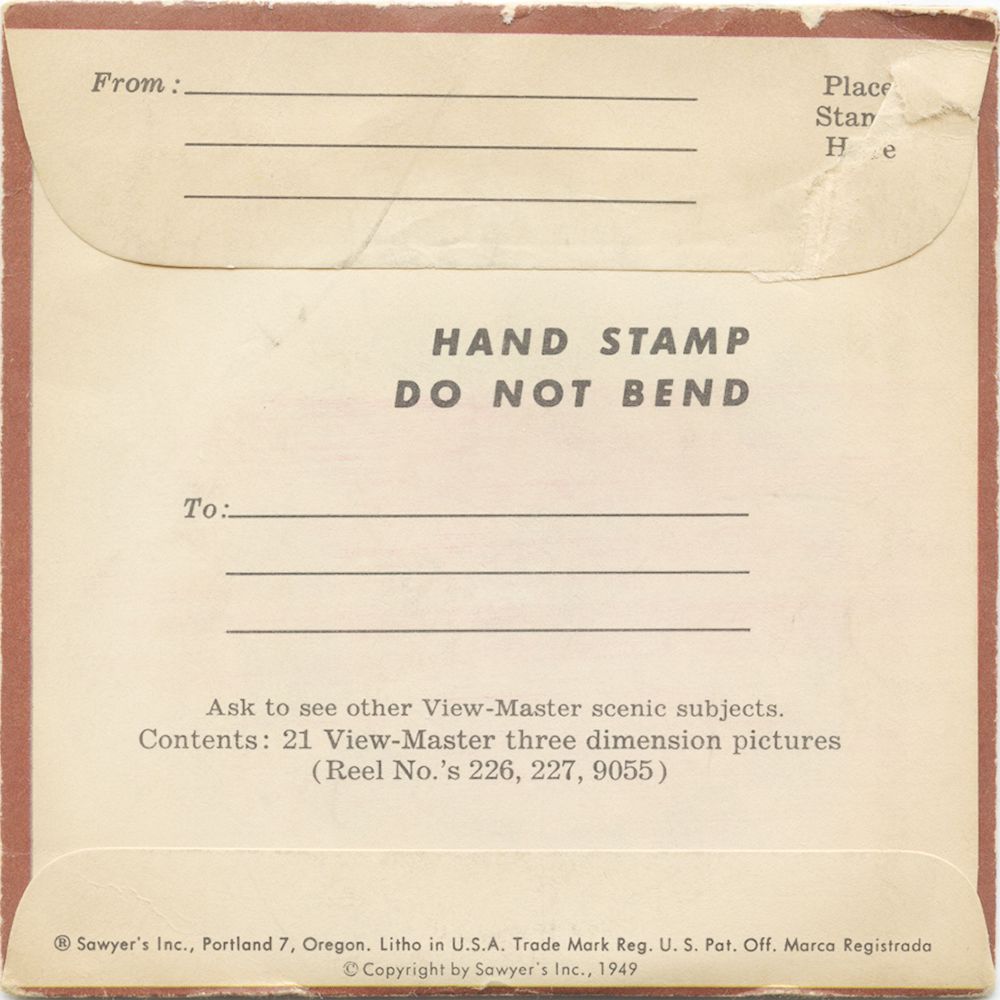 From:
Place
HAND STAMP
DO NOT BEND
To:
Ask to see other View-Master scenic subjects.
Contents: 21 View-Master three dimension pictures
(Reel No.'s 226, 227, 9055)
® Sawyer's Inc., Portland 7, Oregon. Litho in U.S.A. Trade Mark Reg. U. S. Pat. Off. Marca Registrada
© Copyright by Sawyer's Inc., 1949